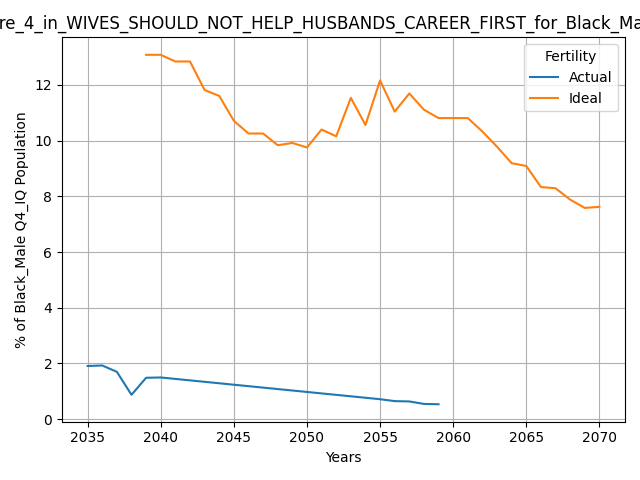 re_4_in_WIVES_SHOULD_NOT_HELP_HUSBANDS_CAREER_FIRST_for_Black_Ma
Fertility
Actual
Ideal
12
10
8
6
4
2
0
% of Black_Male Q4_IQ Population
2035 2040 2045 2050 2055 2060 2065 2070
Years